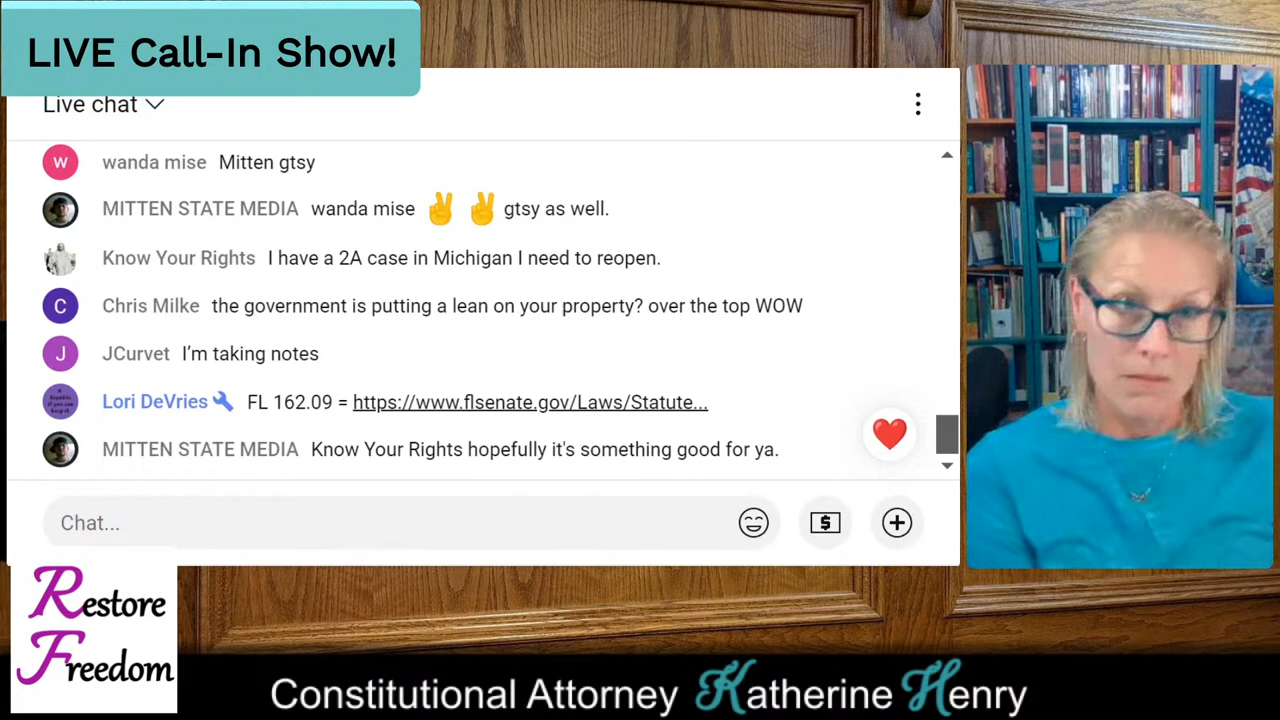 LIVE Call-In Show!
Live chat
W wanda mise Mitten gtsy
MITTEN STATE MEDIA wanda mise ✌️ ✌️ gtsy as well.
Know Your Rights I have a 2A case in Michigan I need to reopen.
C Chris Milke the government is putting a lean on your property? over the top WOW
J JCurvet I'm taking notes
Lori DeVries FL 162.09 = https://www.flsenate.gov/Laws/Statute...
MITTEN STATE MEDIA Know Your Rights hopefully it's something good for ya.
Chat...
Restore
Freedom
Constitutional Attorney Katherine Henry